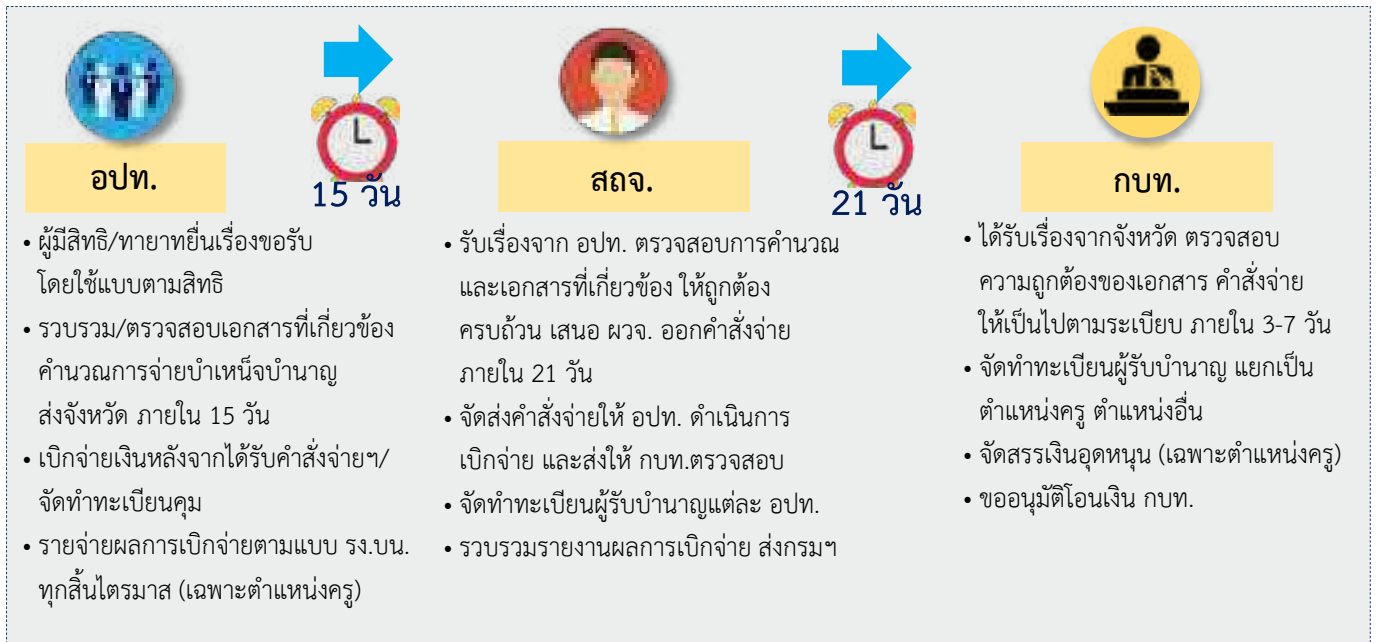 อปท.
• ผู้มีสิทธิ/ทายาทยื่นเรื่องขอรับ
โดยใช้แบบตามสิทธิ
• รวบรวม/ตรวจสอบเอกสารที่เกี่ยวข้อง
คำนวณการจ่ายบำเหน็จบำนาญ
ส่งจังหวัด ภายใน 15 วัน
• เบิกจ่ายเงินหลังจากได้รับคำสั่งจ่ายฯ/
จัดทำทะเบียนคุม
• รายจ่ายผลการเบิกจ่ายตามแบบ รง.บน.
ทุกสิ้นไตรมาส (เฉพาะตำแหน่งครู)
15 วัน
สถจ.
• รับเรื่องจาก อปท. ตรวจสอบการคำนวณ
และเอกสารที่เกี่ยวข้อง ให้ถูกต้อง
ครบถ้วน เสนอ ผวจ. ออกคำสั่งจ่าย
ภายใน 21 วัน
• จัดส่งคำสั่งจ่ายให้ อปท. ดำเนินการ
เบิกจ่าย และส่งให้ กบท.ตรวจสอบ
• จัดทำทะเบียนผู้รับบำนาญแต่ละ อปท.
• รวบรวมรายงานผลการเบิกจ่าย ส่งกรมฯ
21 วัน
กบท.
• ได้รับเรื่องจากจังหวัด ตรวจสอบ
ความถูกต้องของเอกสาร คำสั่งจ่าย
ให้เป็นไปตามระเบียบ ภายใน 3-7 วัน
• จัดทำทะเบียนผู้รับบำนาญ แยกเป็น
ตำแหน่งครู ตำแหน่งอื่น
• จัดสรรเงินอุดหนุน (เฉพาะตำแหน่งครู)
• ขออนุมัติโอนเงิน กบท.